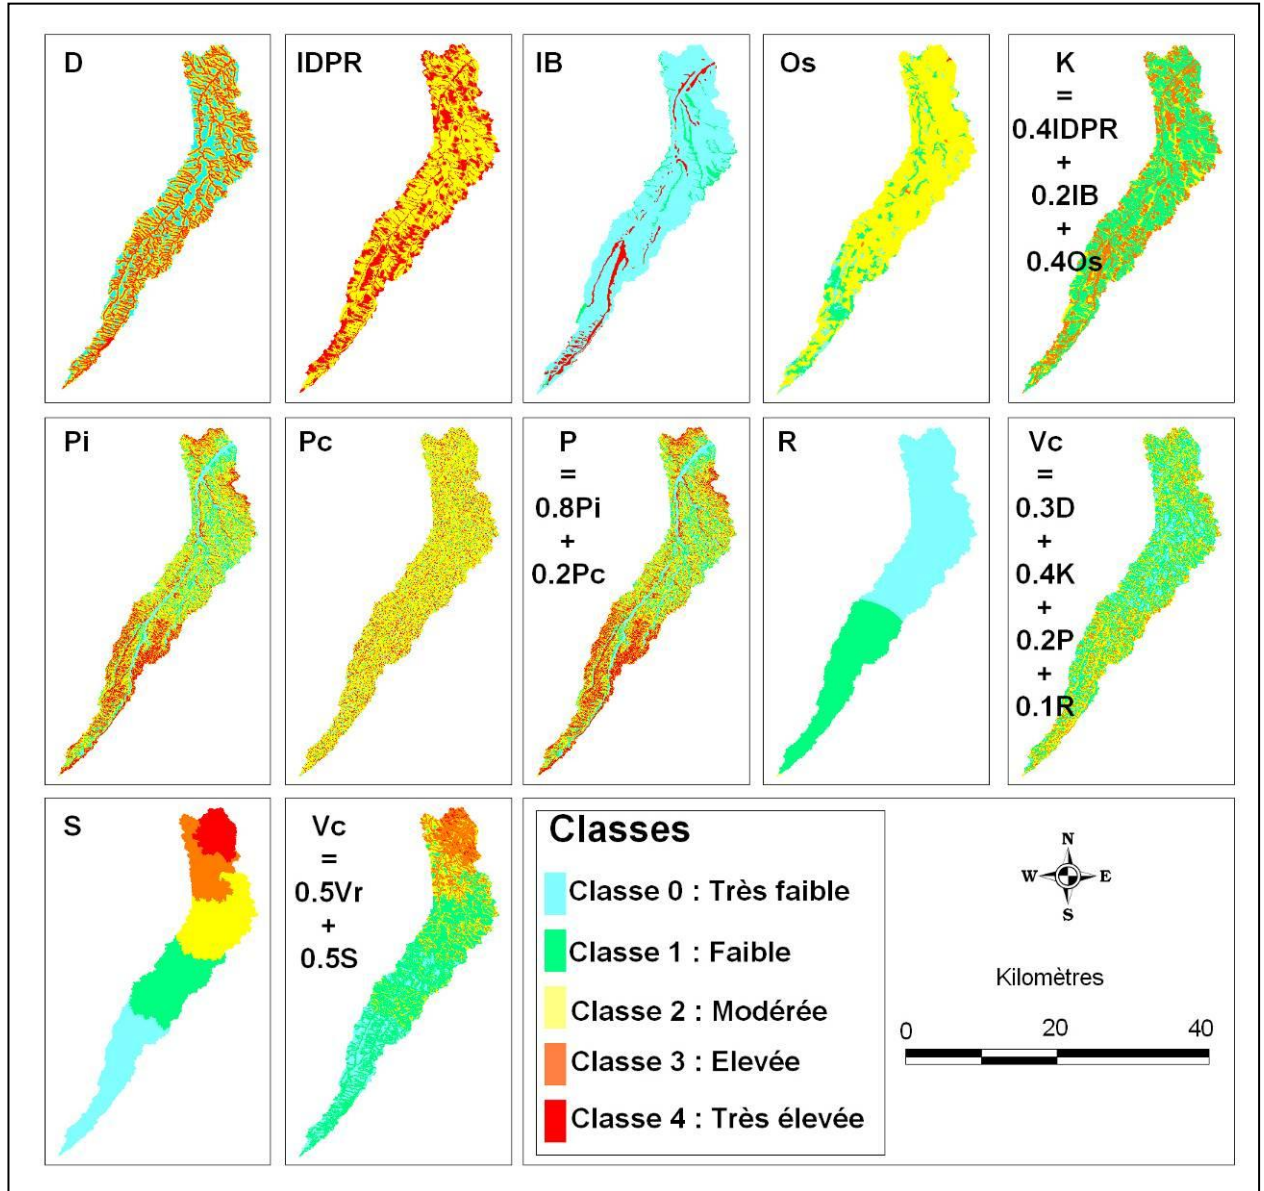 D
IDPR
IB
Os
K
=
0.4IDPR
+
0.2IB
+
0.4Os
Pi
Pc
P
=
0.8Pi
+
0.2Pc
R
Vc
=
0.3D
+
0.4K
+
0.2P
+
0.1R
S
Vc
=
0.5Vr
+
0.5S
Classes
Classe 0 : Très faible
Classe 1 : Faible
Classe 2 : Modérée
Classe 3 : Elevée
Classe 4 : Très élevée
N
W E
S
Kilomètres
0 20 40